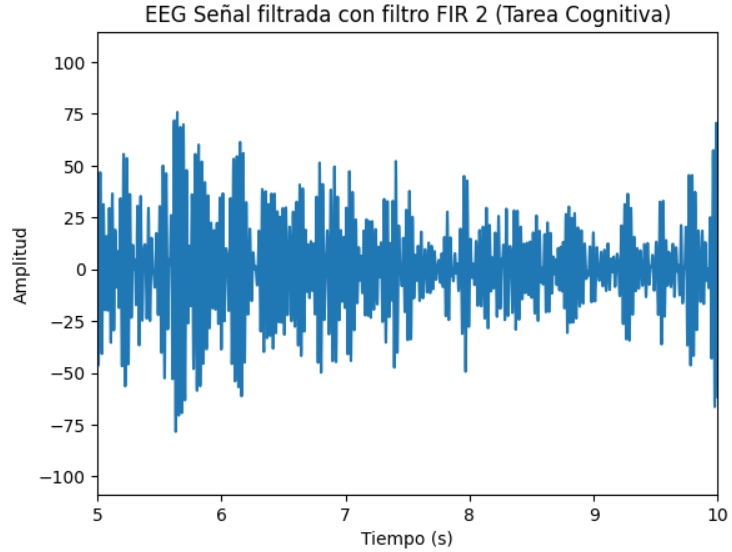 EEG Señal filtrada con filtro FIR 2 (Tarea Cognitiva)
100
75
50
25
0
−25
−50
−75
−100
Amplitud
5 6 7 8 9 10
Tiempo (s)